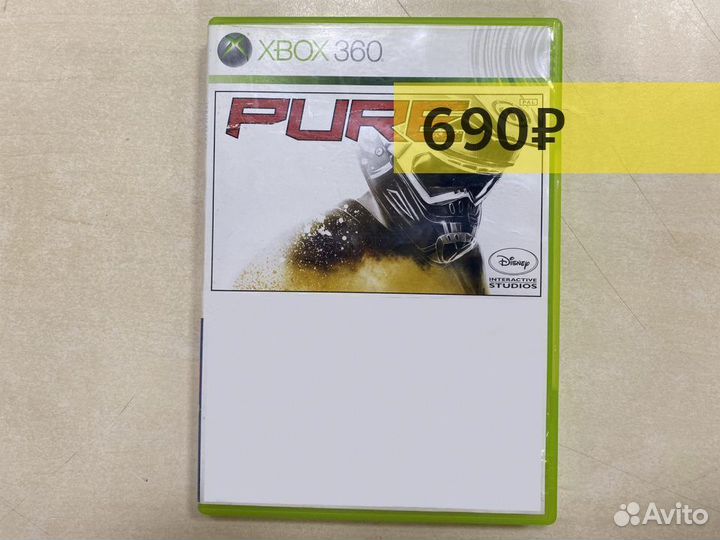 XBOX 360
PURE
PAL
690₽
Disney
INTERACTIVE
STUDIOS
Avito